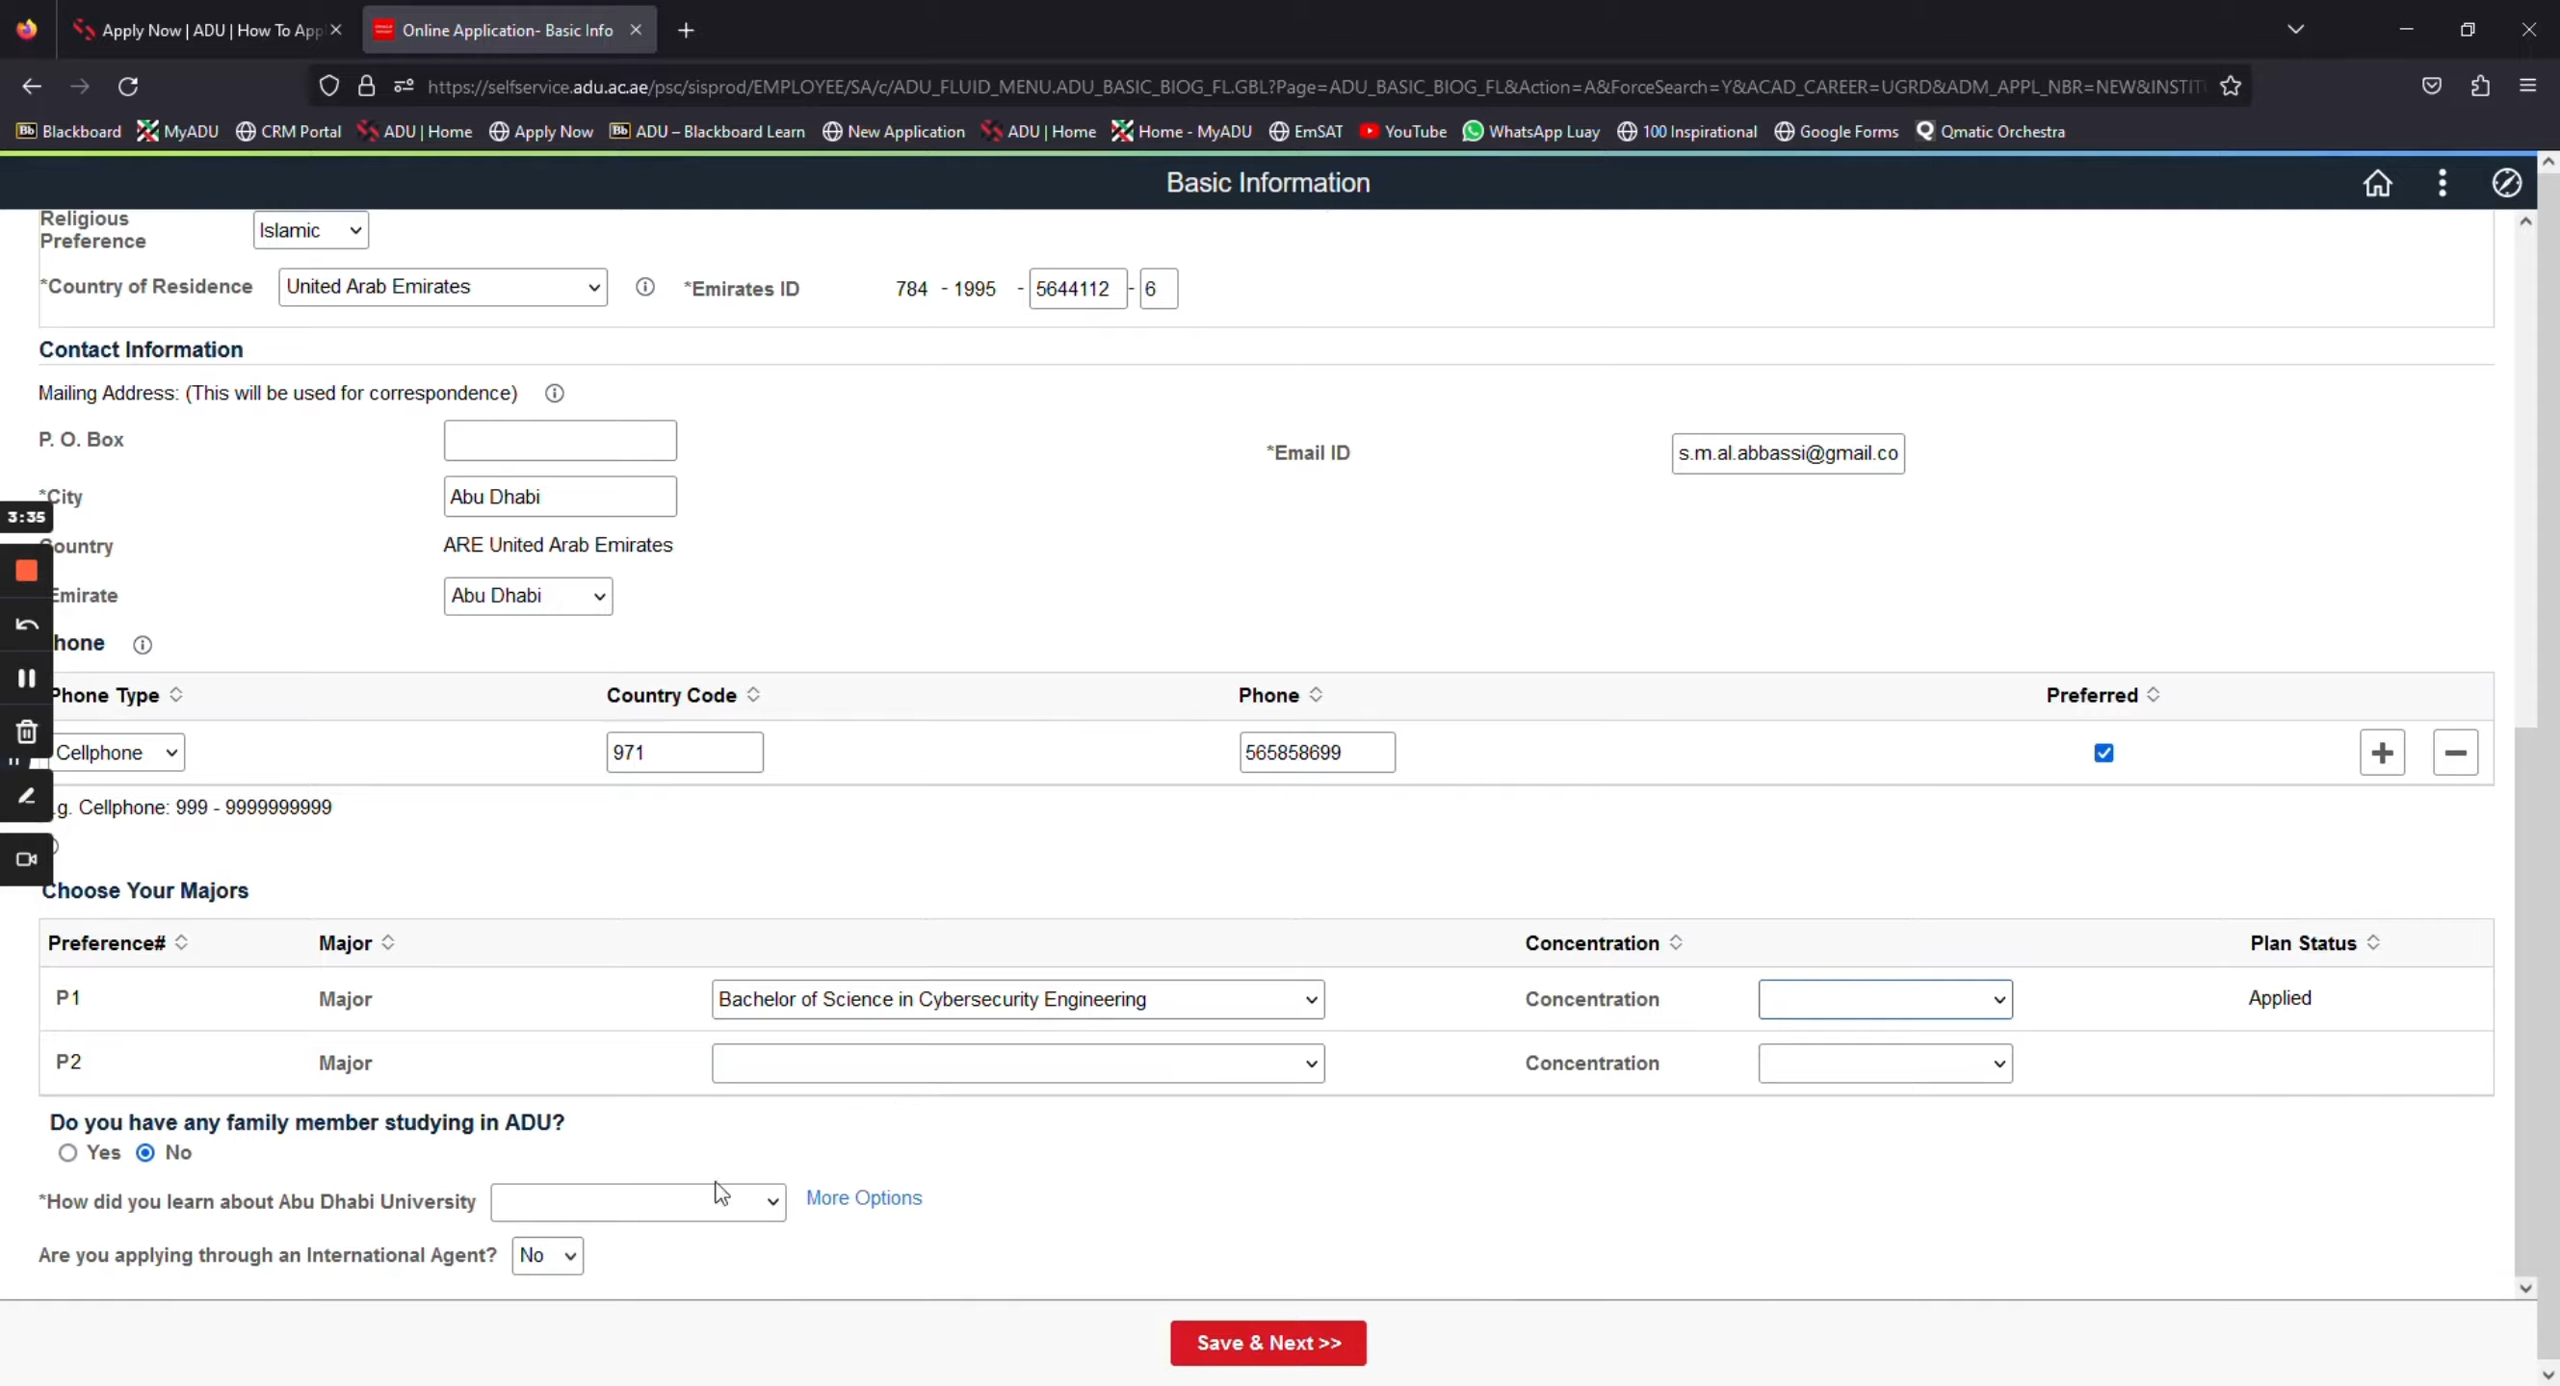 Apply Now | ADU | How To App
Online Application- Basic Info
https://selfservice.adu.ac.ae/psc/sisprod/EMPLOYEE/SA/c/ADU_FLUID_MENU.ADU_BASIC_BIOG_FL.GBL?Page=ADU_BASIC_BIOG_FL&Action=A&ForceSearch=Y&ACAD_CAREER=UGRD&ADM_APPL_NBR=NEW&INSTIT
Bb Blackboard MyADU CRM Portal ADU | Home Apply Now Bb ADU – Blackboard Learn New Application ADU | Home Home - MyADU EmSAT YouTube WhatsApp Luay 100 Inspirational Google Forms Qmatic Orchestra
Basic Information
Religious
Preference
Islamic
*Country of Residence United Arab Emirates *Emirates ID 784 - 1995 - 5644112 - 6
Contact Information
Mailing Address: (This will be used for correspondence)
P. O. Box
*Email ID s.m.al.abbassi@gmail.co
*City Abu Dhabi
3:35
ountry ARE United Arab Emirates
Emirate Abu Dhabi
hone
Phone Type Country Code Phone Preferred
Cellphone 971 565858699
.g. Cellphone: 999 - 9999999999
Choose Your Majors
Preference# Major Concentration Plan Status
P1 Major Bachelor of Science in Cybersecurity Engineering Concentration Applied
P2 Major Concentration
Do you have any family member studying in ADU?
Yes No
*How did you learn about Abu Dhabi University More Options
Are you applying through an International Agent? No
Save & Next >>